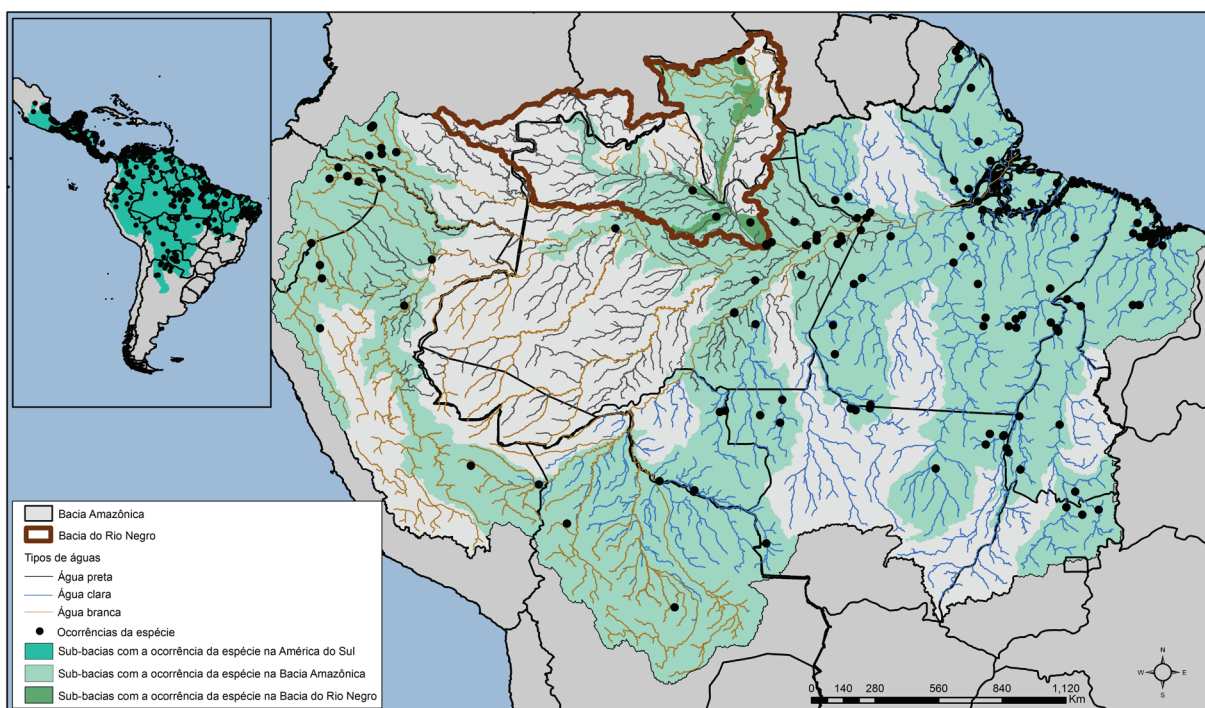 Bacia Amazônica
Bacia do Rio Negro
Tipos de águas
Água preta
Água clara
Água branca
Ocorrências da espécie
Sub-bacias com a ocorrência da espécie na América do Sul
Sub-bacias com a ocorrência da espécie na Bacia Amazônica
Sub-bacias com a ocorrência da espécie na Bacia do Rio Negro
N
W E
S
0 140 280 560 840 1,120
Km